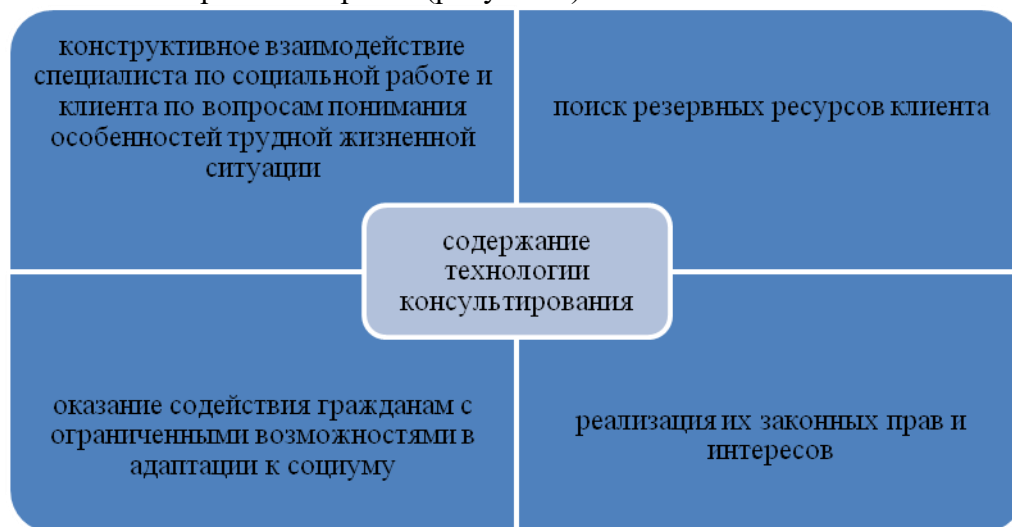 конструктивное взаимодействие
специалиста по социальной работе и
клиента по вопросам понимания
особенностей трудной жизненной
ситуации
поиск резервных ресурсов клиента
содержание
технологии
консультирования
оказание содействия гражданам с
ограниченными возможностями в
адаптации к социуму
реализация их законных прав и
интересов